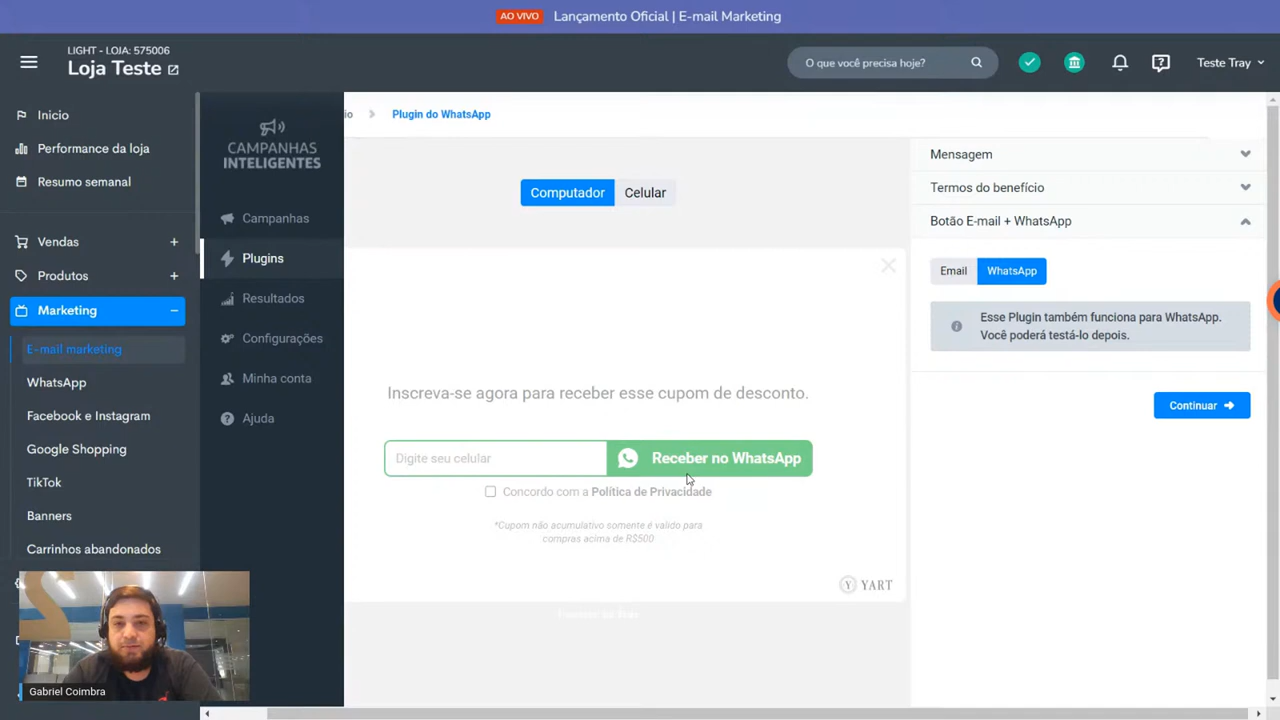 AO VIVO Lançamento Oficial | E-mail Marketing
LIGHT - LOJA: 575006
Loja Teste
O que você precisa hoje?
Teste Tray
Inicio
Performance da loja
Resumo semanal
Vendas
Produtos
Marketing
E-mail marketing
WhatsApp
Facebook e Instagram
Google Shopping
TikTok
Banners
Carrinhos abandonados
Gabriel Coimbra
CAMPANHAS
INTELIGENTES
Campanhas
Plugins
Resultados
Configurações
Minha conta
Ajuda
io > Plugin do WhatsApp
Computador Celular
Inscreva-se agora para receber esse cupom de desconto.
Digite seu celular Receber no WhatsApp
Concordo com a Política de Privacidade
*Cupom não acumulativo somente é valido para
compras acima de R$500
Y YART
Mensagem
Termos do benefício
Botão E-mail + WhatsApp
Email WhatsApp
Esse Plugin também funciona para WhatsApp.
Você poderá testá-lo depois.
Continuar